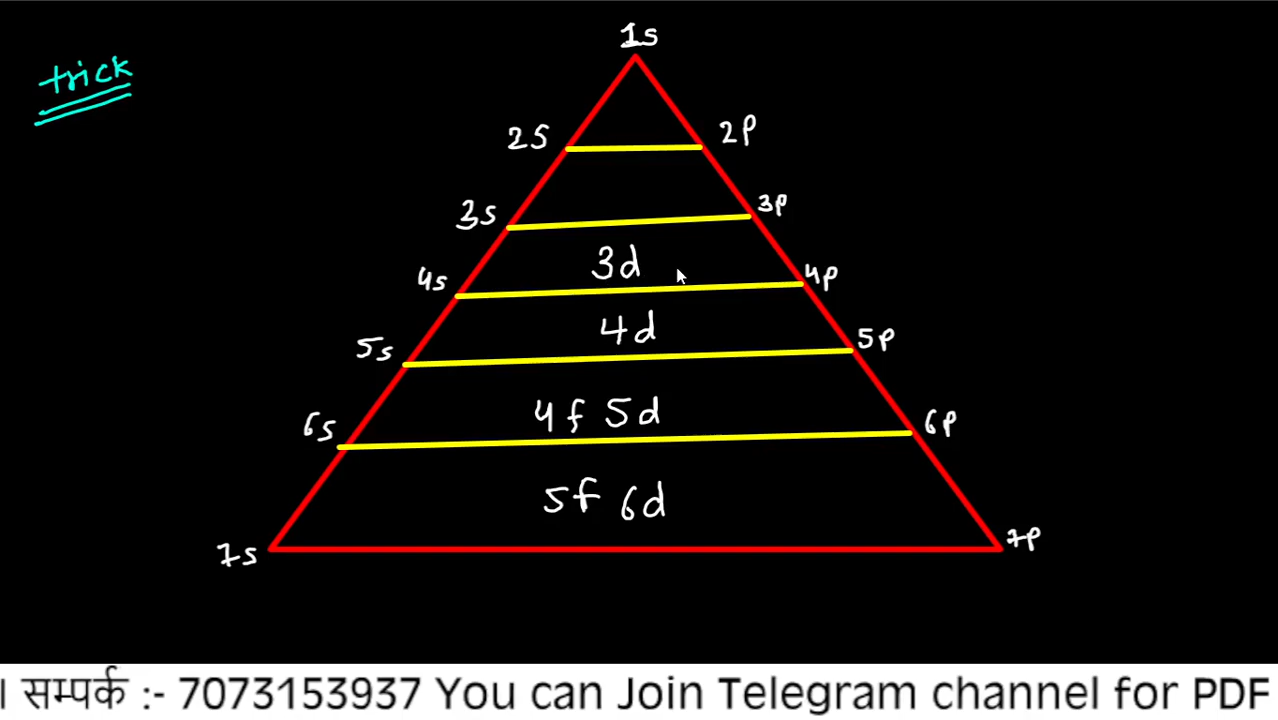 trick
1s
2s 2p
3s 3p
3d
4s 4p
4d
5s 5p
4f 5d
6s 6p
5f 6d
7s 7p
। सम्पर्क :- 7073153937 You can Join Telegram channel for PDF